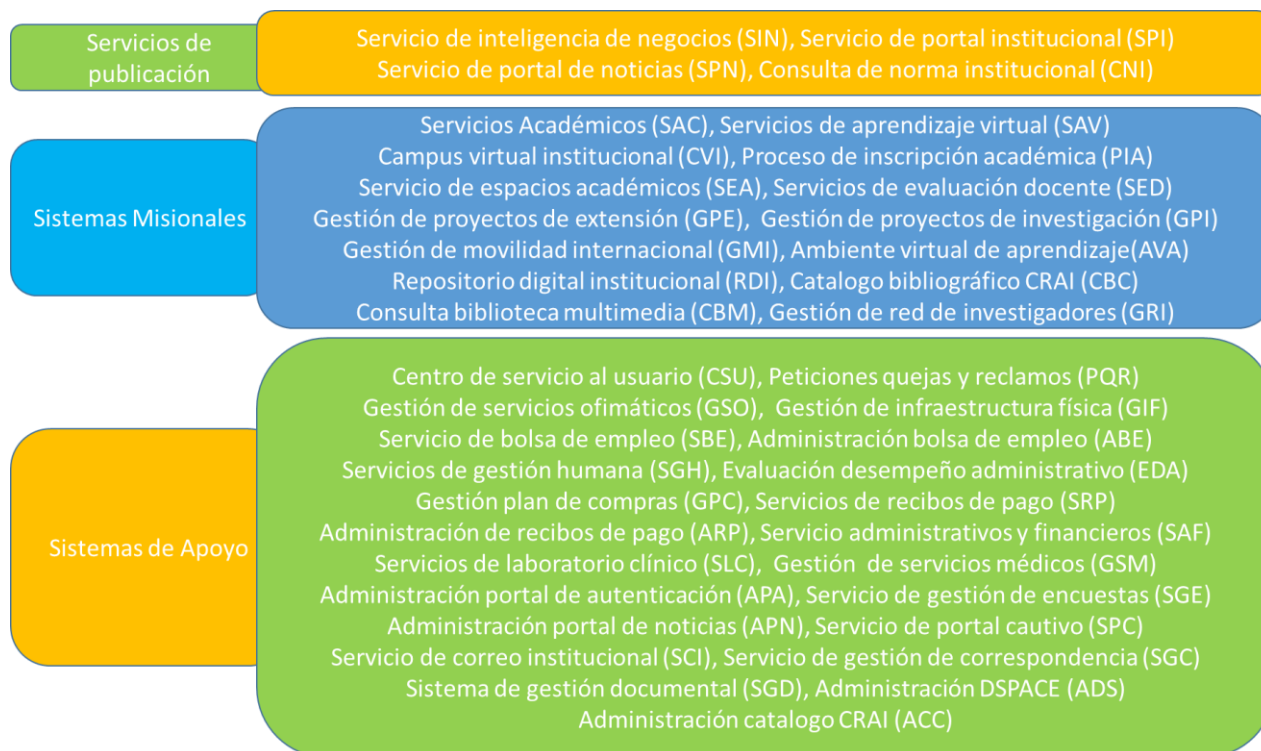 Servicios de
publicación
Servicio de inteligencia de negocios (SIN), Servicio de portal institucional (SPI)
Servicio de portal de noticias (SPN), Consulta de norma institucional (CNI)
Sistemas Misionales
Servicios Académicos (SAC), Servicios de aprendizaje virtual (SAV)
Campus virtual institucional (CVI), Proceso de inscripción académica (PIA)
Servicio de espacios académicos (SEA), Servicios de evaluación docente (SED)
Gestión de proyectos de extensión (GPE),  Gestión de proyectos de investigación (GPI)
Gestión de movilidad internacional (GMI), Ambiente virtual de aprendizaje(AVA)
Repositorio digital institucional (RDI), Catalogo bibliográfico CRAI (CBC)
Consulta biblioteca multimedia (CBM), Gestión de red de investigadores (GRI)
Sistemas de Apoyo
Centro de servicio al usuario (CSU), Peticiones quejas y reclamos (PQR)
Gestión de servicios ofimáticos (GSO),  Gestión de infraestructura física (GIF)
Servicio de bolsa de empleo (SBE), Administración bolsa de empleo (ABE)
Servicios de gestión humana (SGH), Evaluación desempeño administrativo (EDA)
Gestión plan de compras (GPC), Servicios de recibos de pago (SRP)
Administración de recibos de pago (ARP), Servicio administrativos y financieros (SAF)
Servicios de laboratorio clínico (SLC),  Gestión  de servicios médicos (GSM)
Administración portal de autenticación (APA), Servicio de gestión de encuestas (SGE)
Administración portal de noticias (APN), Servicio de portal cautivo (SPC)
Servicio de correo institucional (SCI), Servicio de gestión de correspondencia (SGC)
Sistema de gestión documental (SGD), Administración DSPACE (ADS)
Administración catalogo CRAI (ACC)